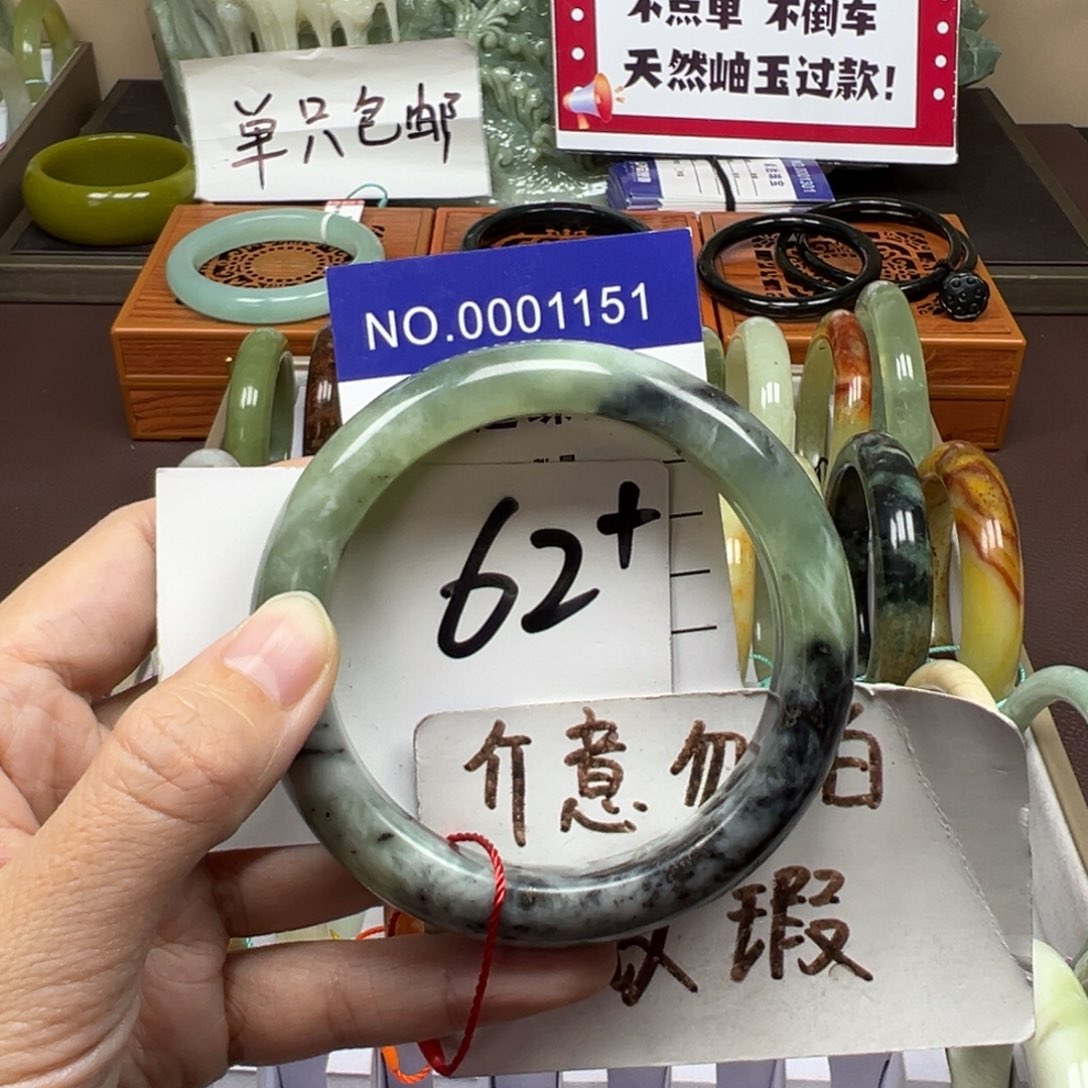 不点单 不倒车
天然岫玉过款!
单只包邮
NO.0001151
62+
介意勿拍
瑕